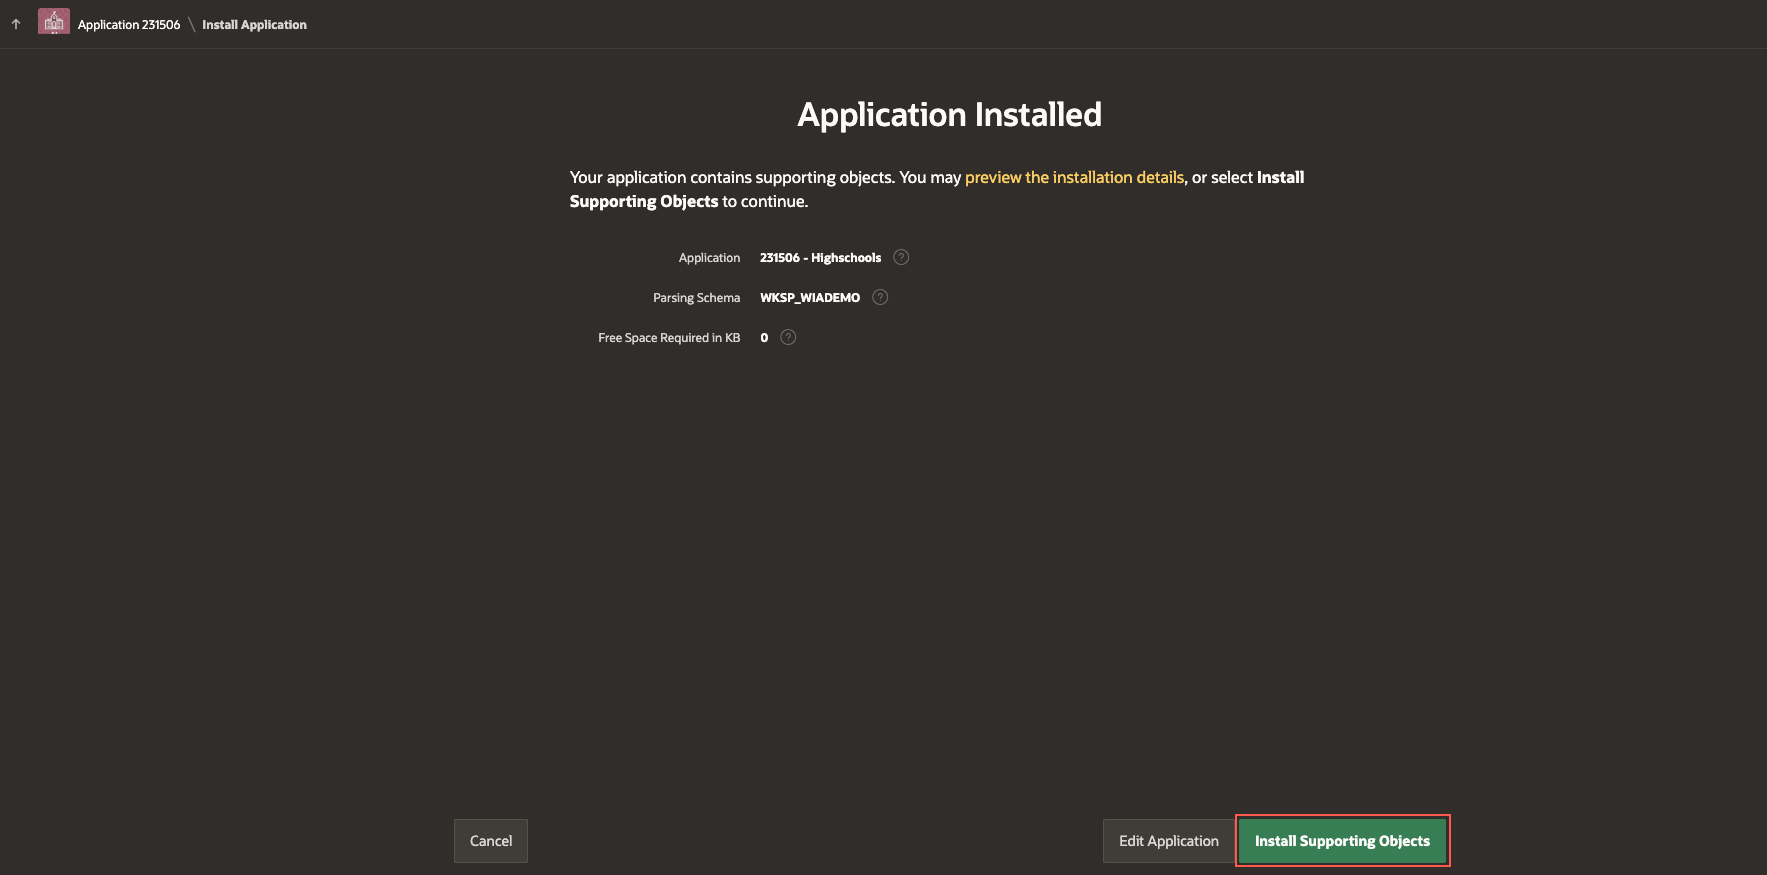 Application 231506 \ Install Application
Application Installed
Your application contains supporting objects. You may preview the installation details, or select Install
Supporting Objects to continue.
Application 231506 - Highschools ?
Parsing Schema WKSP_WIADEMO ?
Free Space Required in KB 0 ?
Cancel Edit Application Install Supporting Objects